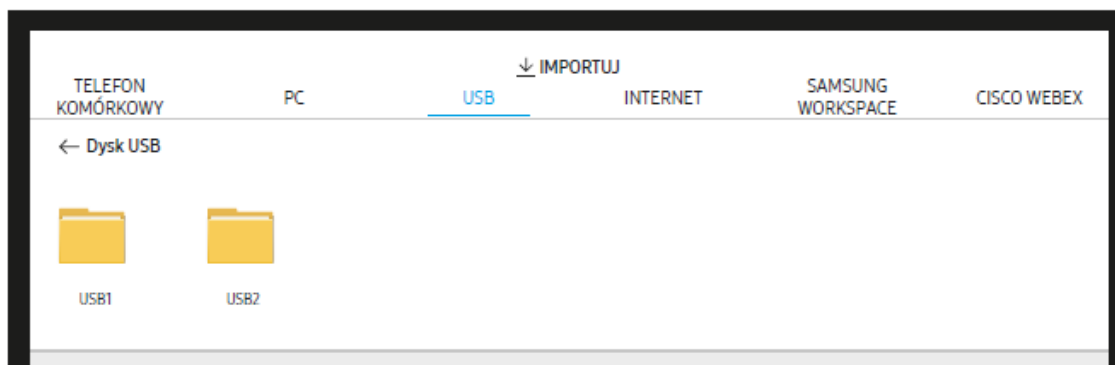 IMPORTUJ
TELEFON KOMÓRKOWY
PC
USB
INTERNET
SAMSUNG WORKSPACE
CISCO WEBEX
Dysk USB
USB1
USB2